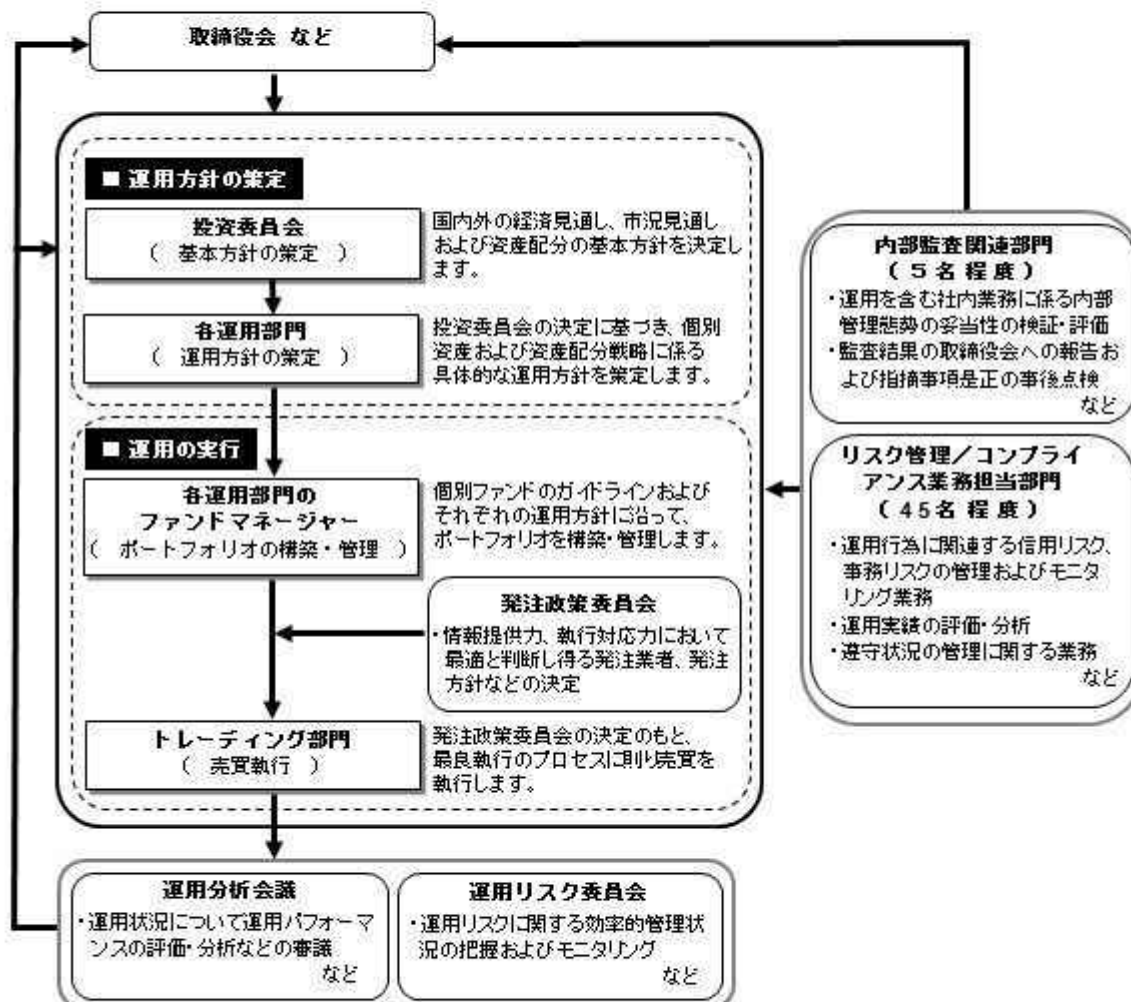 取締役会 など
■ 運用方針の策定
投資委員会
( 基本方針の策定 )
国内外の経済見通し、市況見通し
および資産配分の基本方針を決定し
ます。
各運用部門
( 運用方針の策定 )
投資委員会の決定に基づき、個別
資産および資産配分戦略に係る
具体的な運用方針を策定します。
■ 運用の実行
各運用部門の
ファンドマネージャー
( ポートフォリオの構築・管理 )
個別ファンドのガイドラインおよび
それぞれの運用方針に沿って、
ポートフォリオを構築・管理します。
発注政策委員会
・情報提供力、執行対応力において
最適と判断し得る発注業者、発注
方針などの決定
トレーディング部門
( 売買執行 )
発注政策委員会の決定のもと、
最良執行のプロセスに則り売買を
執行します。
運用分析会議
・運用状況について運用パフォーマ
ンスの評価・分析などの審議
など
運用リスク委員会
・運用リスクに関する効率的管理状
況の把握およびモニタリング
など
内部監査関連部門
( 5名程度 )
・運用を含む社内業務に係る内部
管理態勢の妥当性の検証・評価
・監査結果の取締役会への報告お
よび指摘事項是正の事後点検
など
リスク管理/コンプライ
アンス業務担当部門
( 45名程度 )
・運用行為に関連する信用リスク、
事務リスクの管理およびモニタ
リング業務
・運用実績の評価・分析
・遵守状況の管理に関する業務
など